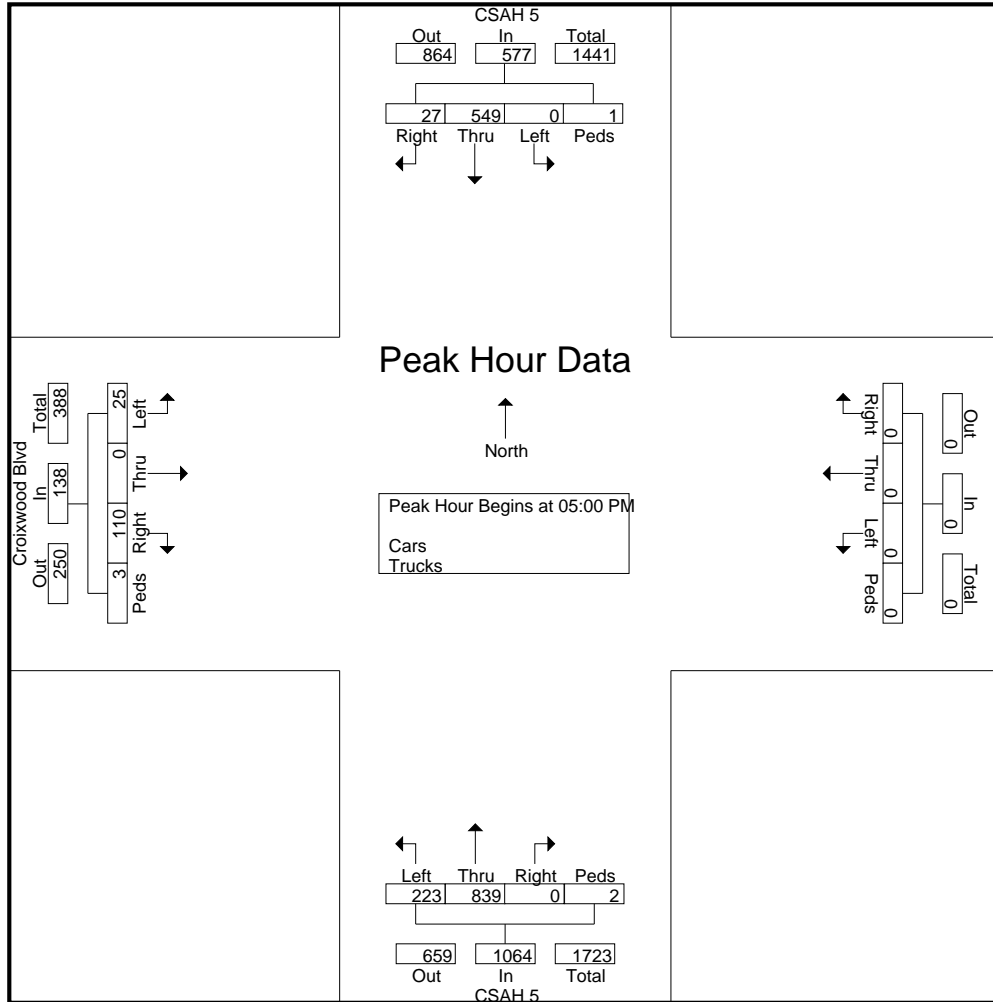 CSAH 5
Out In Total
864 577 1441
27 549 0 1
Right Thru Left Peds
Peak Hour Data
North
Peak Hour Begins at 05:00 PM
Cars
Trucks
Croixwood Blvd
Out In Total
250 138 388
3 110 0 25
Peds Right Thru Left
Out In Total
0 0 0
0 0 0 0
Right Thru Left Peds
Left Thru Right Peds
223 839 0 2
659 1064 1723
Out In Total
CSAH 5